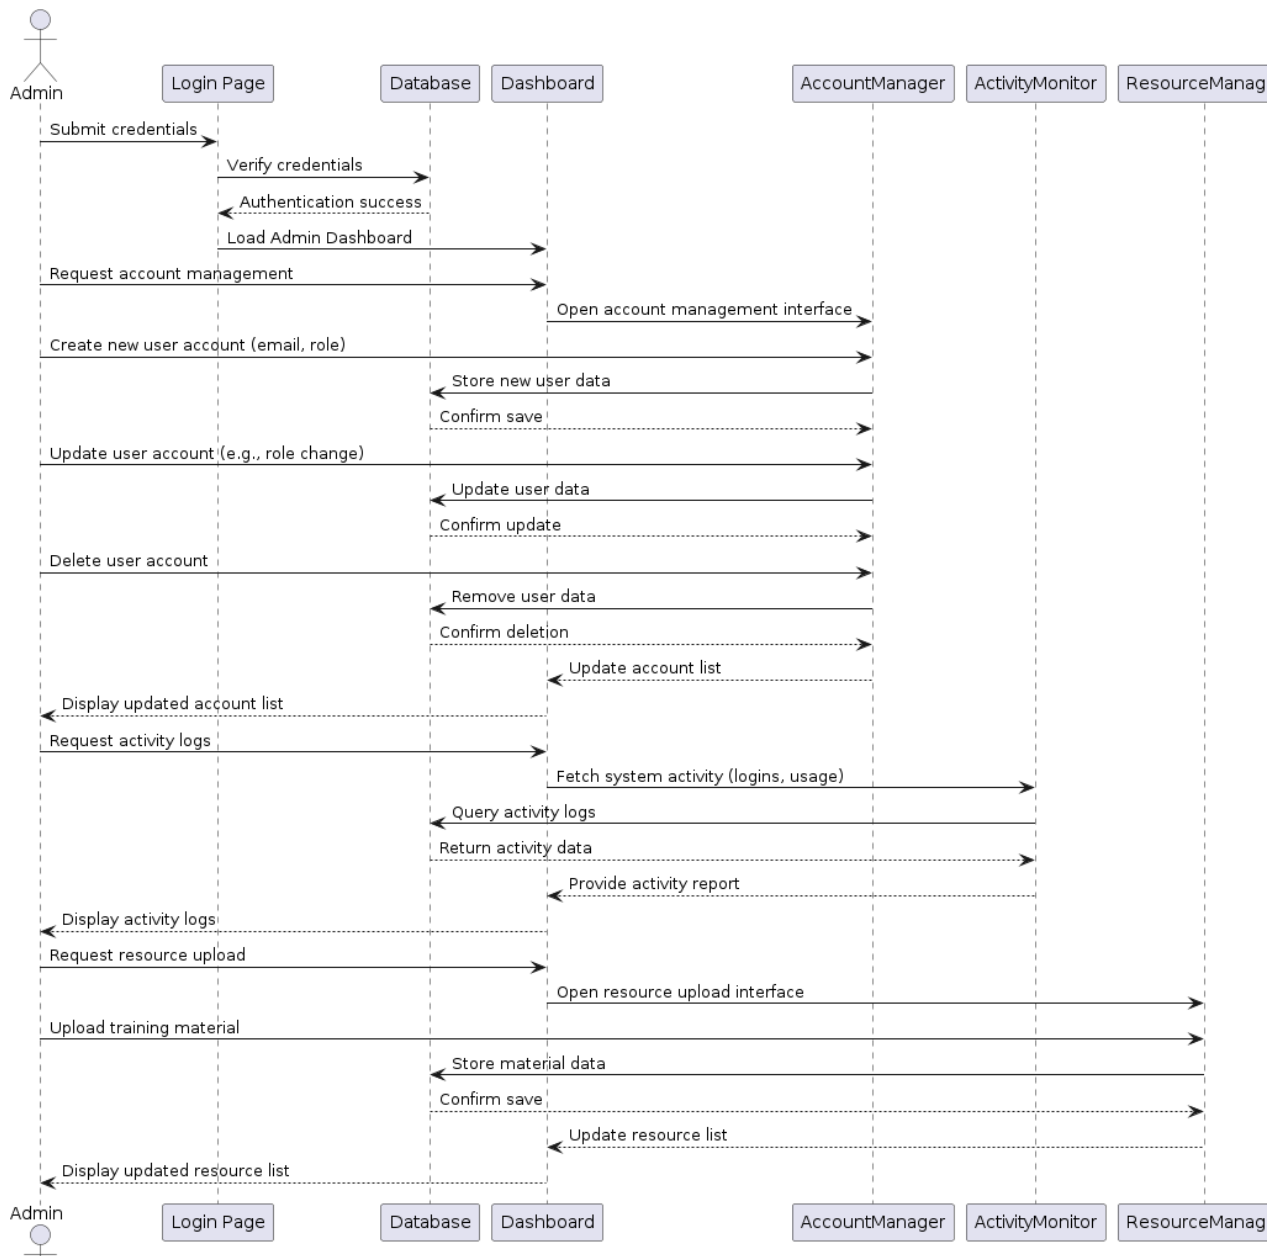 Admin
Login Page
Database
Dashboard
AccountManager
ActivityMonitor
ResourceManag
Submit credentials
Verify credentials
Authentication success
Load Admin Dashboard
Request account management
Open account management interface
Create new user account (email, role)
Store new user data
Confirm save
Update user account (e.g., role change)
Update user data
Confirm update
Delete user account
Remove user data
Confirm deletion
Update account list
Display updated account list
Request activity logs
Fetch system activity (logins, usage)
Query activity logs
Return activity data
Provide activity report
Display activity logs
Request resource upload
Open resource upload interface
Upload training material
Store material data
Confirm save
Update resource list
Display updated resource list
Admin
Login Page
Database
Dashboard
AccountManager
ActivityMonitor
ResourceManag